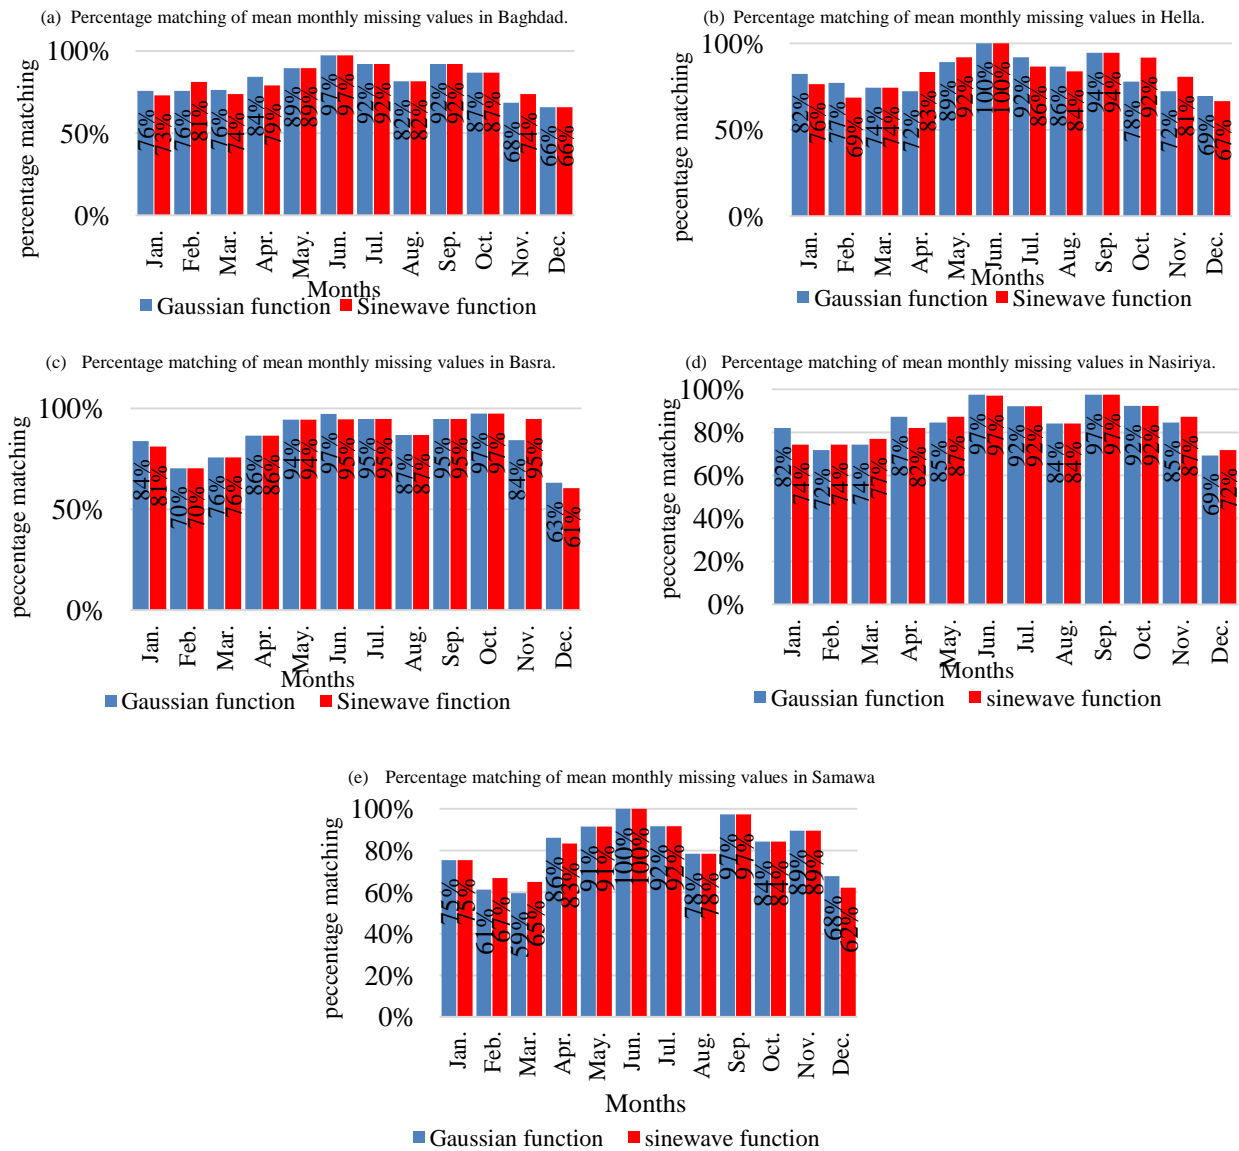 (a) Percentage matching of mean monthly missing values in Baghdad.
percentage matching
100%
50%
0%
76% 73% 76% 81% 76% 74% 84% 79% 89% 89% 97% 97% 92% 92% 82% 82% 92% 92% 87% 87% 68% 74% 66% 66%
Jan. Feb. Mar. Apr. May. Jun. Jul. Aug. Sep. Oct. Nov. Dec.
Months
Gaussian function Sinewave function
(b) Percentage matching of mean monthly missing values in Hella.
pecentage matching
100%
50%
0%
82% 76% 77% 69% 74% 74% 72% 83% 89% 92% 100% 100% 92% 86% 86% 84% 94% 94% 78% 92% 72% 81% 69% 67%
Jan. Feb. Mar. Apr. May. Jun. Jul. Aug. Sep. Oct. Nov. Dec.
Months
Gaussian function Sinewave function
(c) Percentage matching of mean monthly missing values in Basra.
peccentage matching
100%
50%
0%
84% 81% 70% 70% 76% 76% 86% 86% 94% 94% 97% 95% 95% 95% 87% 87% 95% 95% 97% 97% 84% 95% 63% 61%
Jan. Feb. Mar. Apr. May. Jun. Jul. Aug. Sep. Oct. Nov. Dec.
Months
Gaussian function Sinewave finction
(d) Percentage matching of mean monthly missing values in Nasiriya.
peccentage matching
100%
80%
60%
40%
20%
0%
82% 74% 72% 74% 74% 77% 87% 82% 85% 87% 97% 97% 92% 92% 84% 84% 97% 97% 92% 92% 85% 87% 69% 72%
Jan. Feb. Mar. Apr. May. Jun. Jul. Aug. Sep. Oct. Nov. Dec.
Months
Gaussian function sinewave function
(e) Percentage matching of mean monthly missing values in Samawa
peccentage matching
100%
80%
60%
40%
20%
0%
75% 75% 61% 67% 59% 65% 86% 83% 91% 91% 100% 100% 92% 92% 78% 78% 97% 97% 84% 84% 89% 89% 68% 62%
Jan. Feb. Mar. Apr. May. Jun. Jul. Aug. Sep. Oct. Nov. Dec.
Months
Gaussian function sinewave function